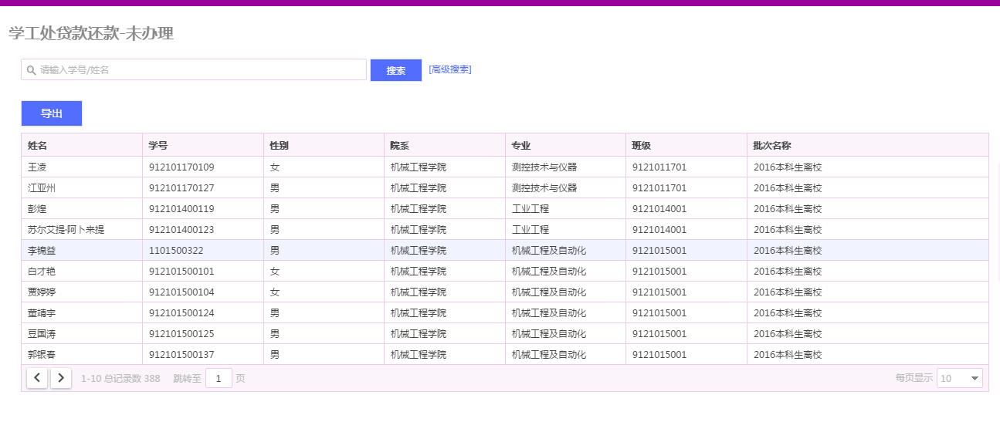 学工处贷款还款-未办理
请输入学号/姓名 搜索 [高级搜索]
导出
姓名 学号 性别 院系 专业 班级 批次名称
王凌 912101170109 女 机械工程学院 测控技术与仪器 9121011701 2016本科生离校
江亚州 912101170127 男 机械工程学院 测控技术与仪器 9121011701 2016本科生离校
彭煌 912101400119 男 机械工程学院 工业工程 9121014001 2016本科生离校
苏尔艾提·阿卜来提 912101400123 男 机械工程学院 工业工程 9121014001 2016本科生离校
李锦益 1101500322 男 机械工程学院 机械工程及自动化 9121015001 2016本科生离校
白才艳 912101500101 女 机械工程学院 机械工程及自动化 9121015001 2016本科生离校
贾婷婷 912101500104 女 机械工程学院 机械工程及自动化 9121015001 2016本科生离校
董靖宇 912101500124 男 机械工程学院 机械工程及自动化 9121015001 2016本科生离校
豆国涛 912101500125 男 机械工程学院 机械工程及自动化 9121015001 2016本科生离校
郭银春 912101500137 男 机械工程学院 机械工程及自动化 9121015001 2016本科生离校
1-10 总记录数 388 跳转至 1 页 每页显示 10